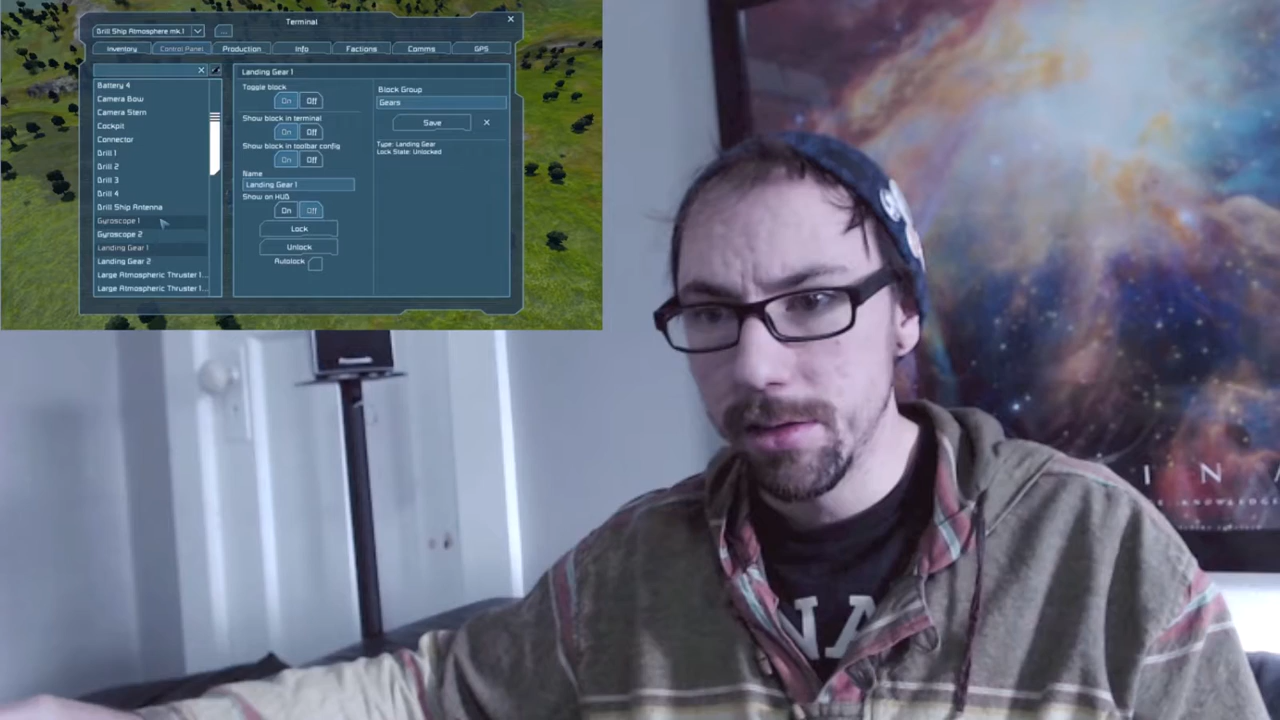 Terminal
Drill Ship Atmosphere mk.1
...
Inventory
Control Panel
Production
Info
Factions
Comms
GPS
Battery 4
Camera Bow
Camera Stern
Cockpit
Connector
Drill 1
Drill 2
Drill 3
Drill 4
Drill Ship Antenna
Gyroscope 1
Gyroscope 2
Landing Gear 1
Landing Gear 2
Large Atmospheric Thruster 1...
Large Atmospheric Thruster 1...
Landing Gear 1
Toggle block
On Off
Show block in terminal
On Off
Show block in toolbar config
On Off
Name
Landing Gear 1
Show on HUD
On Off
Lock
Unlock
Autolock
Block Group
Gears
Save
Type: Landing Gear
Lock State: Unlocked
NA
I N A
KNOWLEDGE